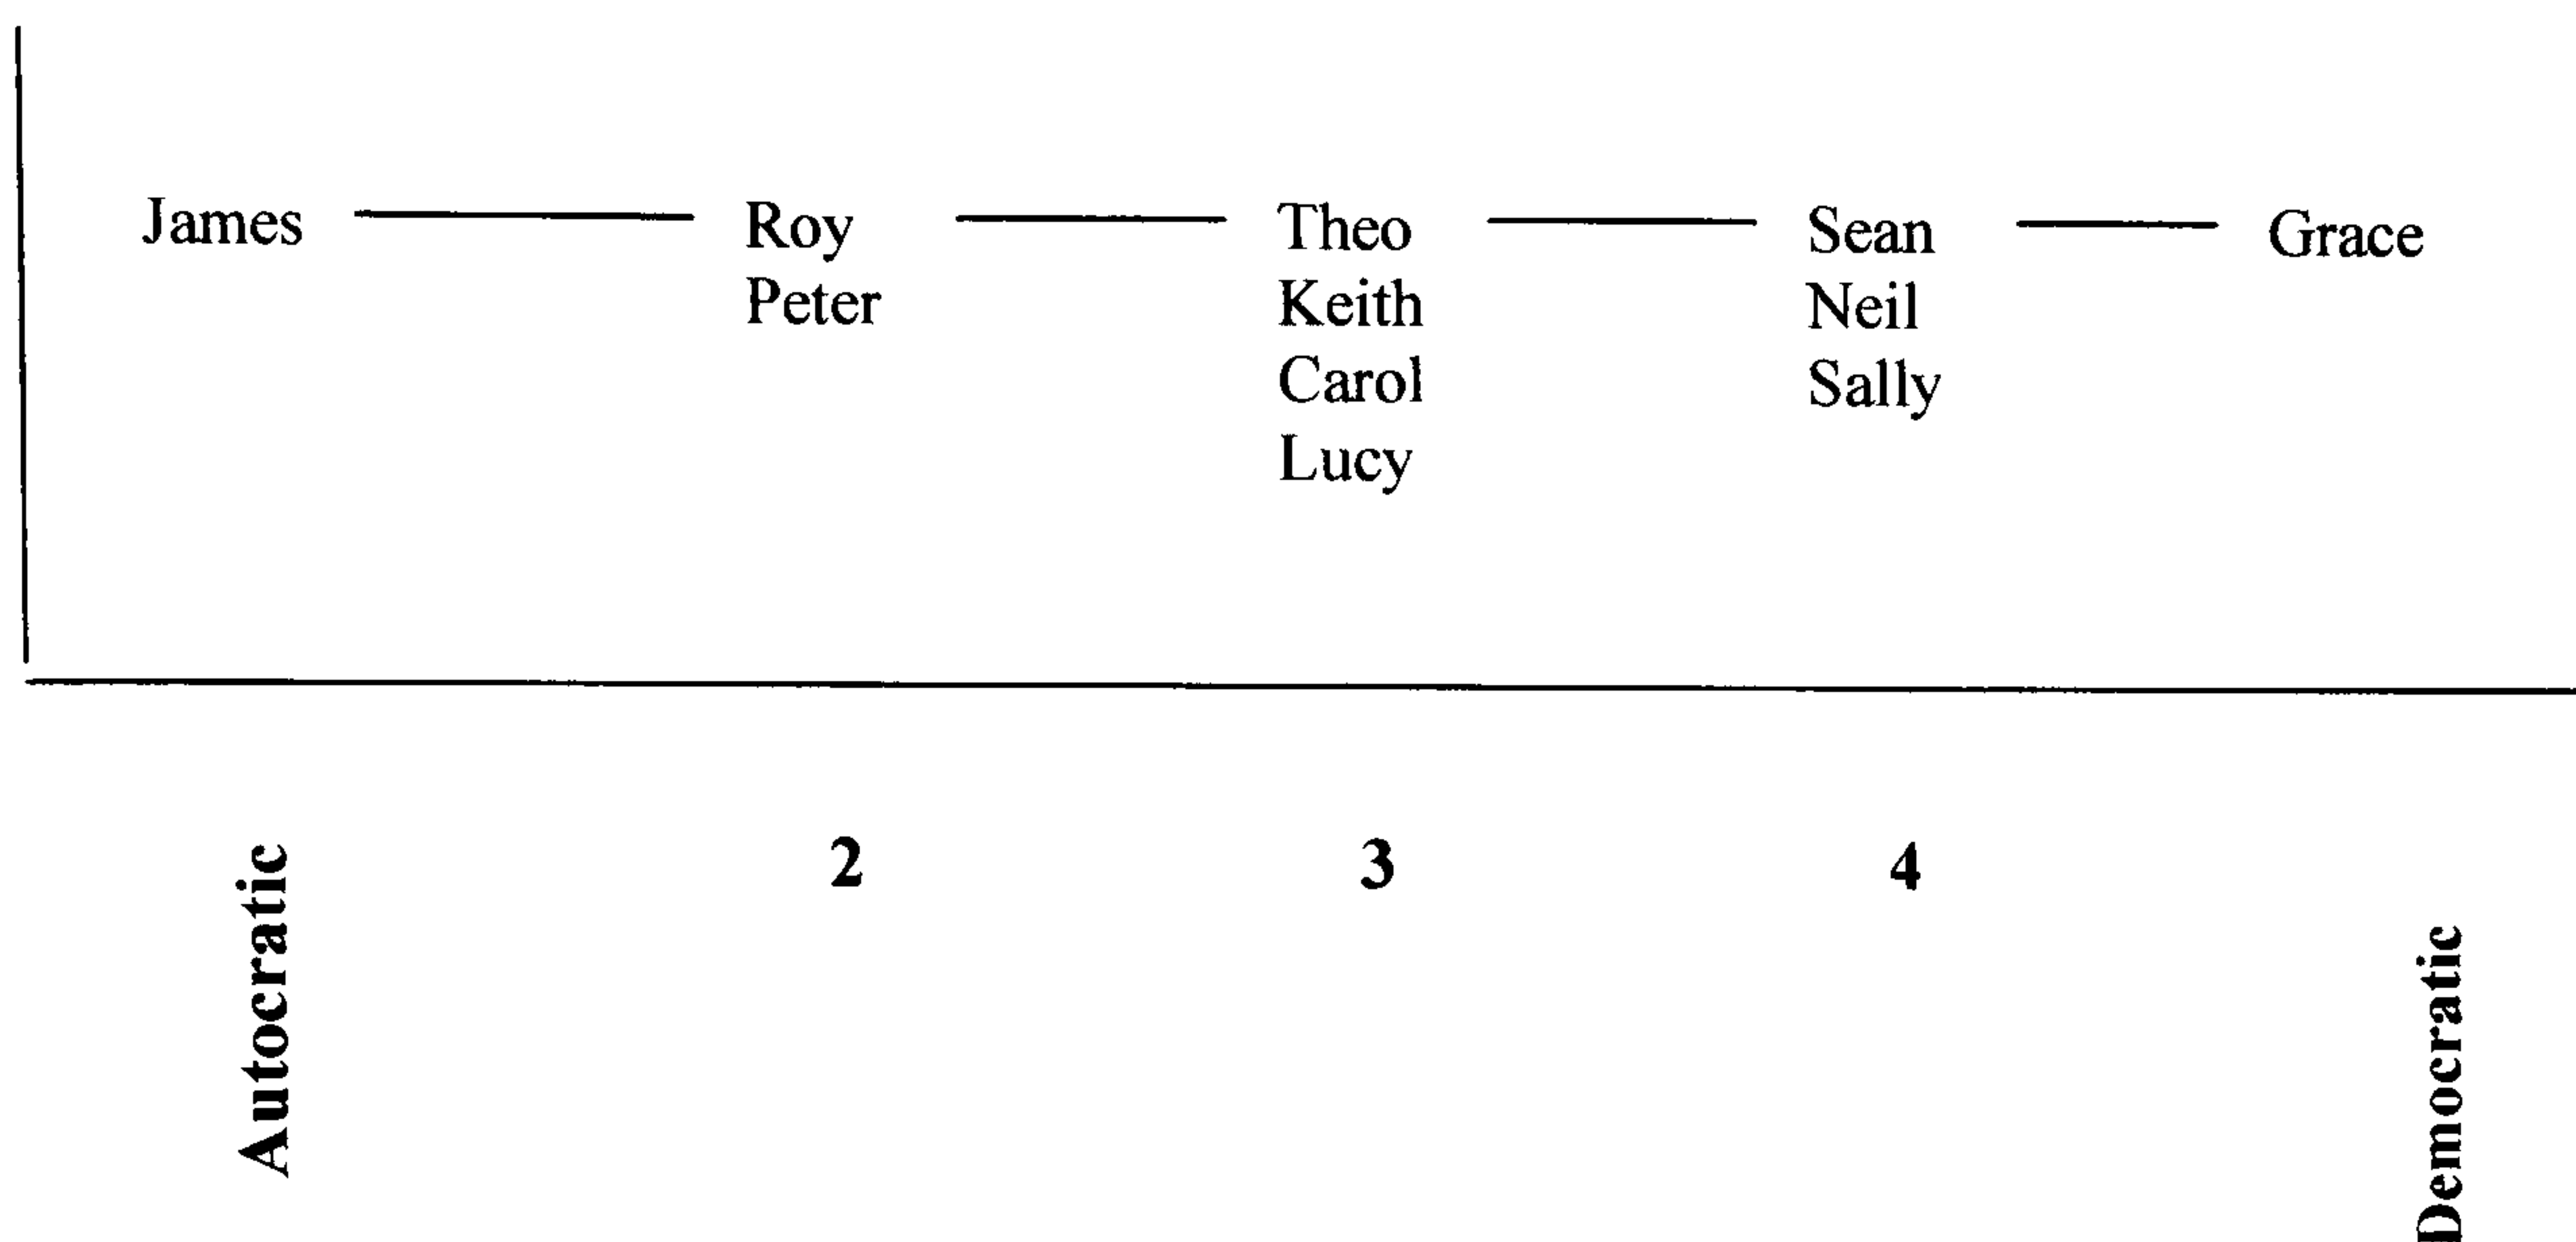 James Roy Theo Sean Grace
Peter Keith Neil
Carol Sally
Lucy
2 3 4
Autocratic
Democratic